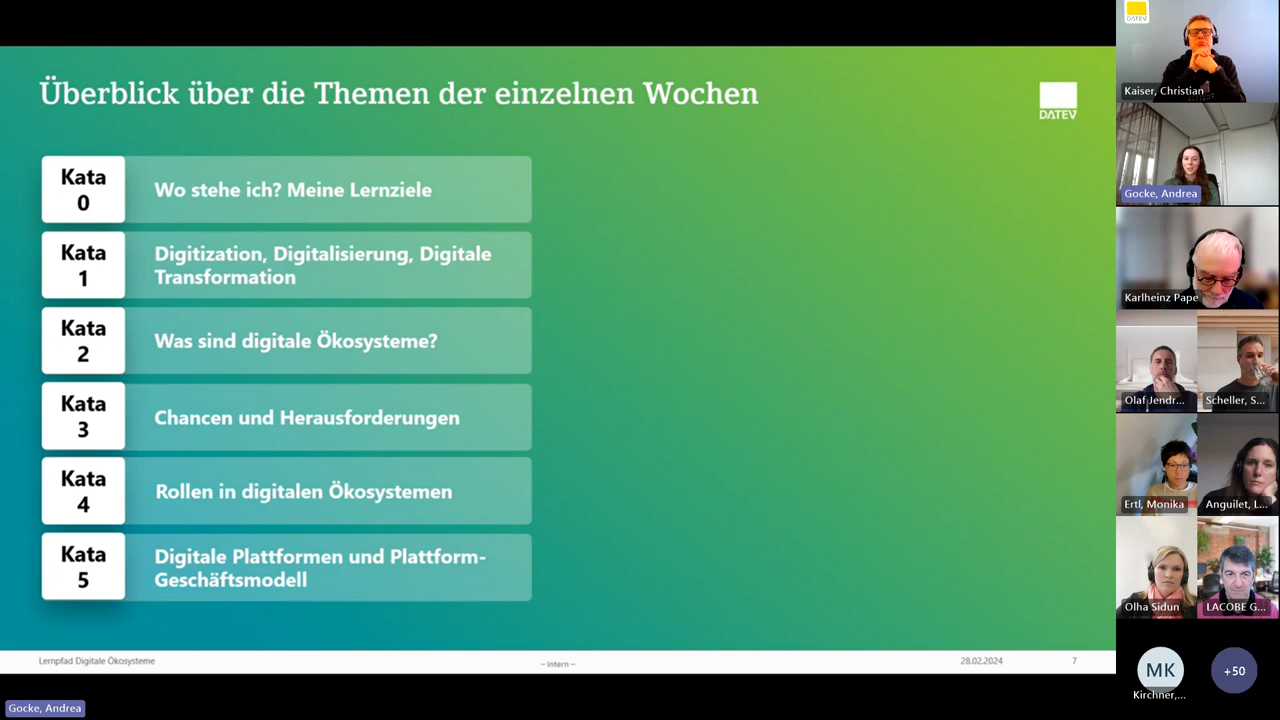 Überblick über die Themen der einzelnen Wochen
DATEV
Kata
0
Wo stehe ich? Meine Lernziele
Kata
1
Digitization, Digitalisierung, Digitale
Transformation
Kata
2
Was sind digitale Ökosysteme?
Kata
3
Chancen und Herausforderungen
Kata
4
Rollen in digitalen Ökosystemen
Kata
5
Digitale Plattformen und Plattform-
Geschäftsmodell
Lernpfad Digitale Ökosysteme
– Intern –
28.02.2024
7
Gocke, Andrea
DATEV
Kaiser, Christian
Gocke, Andrea
Karlheinz Pape
Olaf Jendr...
Scheller, S...
Ertl, Monika
Anguilet, L...
Olha Sidun
LACOBE G...
MK
Kirchner,...
+50